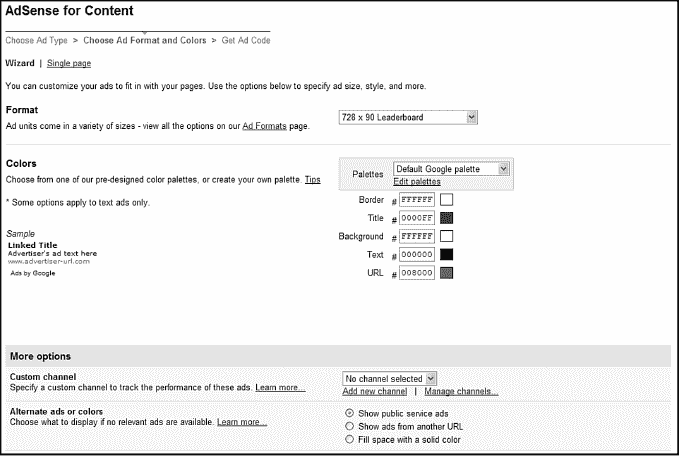 AdSense for Content
Choose Ad Type > Choose Ad Format and Colors > Get Ad Code
Wizard | Single page
You can customize your ads to fit in with your pages. Use the options below to specify ad size, style, and more.
Format
728 x 90 Leaderboard
Ad units come in a variety of sizes - view all the options on our Ad Formats page.
Colors
Choose from one of our pre-designed color palettes, or create your own palette. Tips
* Some options apply to text ads only.
Palettes Default Google palette
Edit palettes
Border # FFFFFF
Title # 0000FF
Background # FFFFFF
Text # 000000
URL # 008000
Sample
Linked Title
Advertiser's ad text here
www.advertiser-url.com
Ads by Google
More options
Custom channel
Specify a custom channel to track the performance of these ads. Learn more...
No channel selected
Add new channel | Manage channels...
Alternate ads or colors
Choose what to display if no relevant ads are available. Learn more...
Show public service ads
Show ads from another URL
Fill space with a solid color